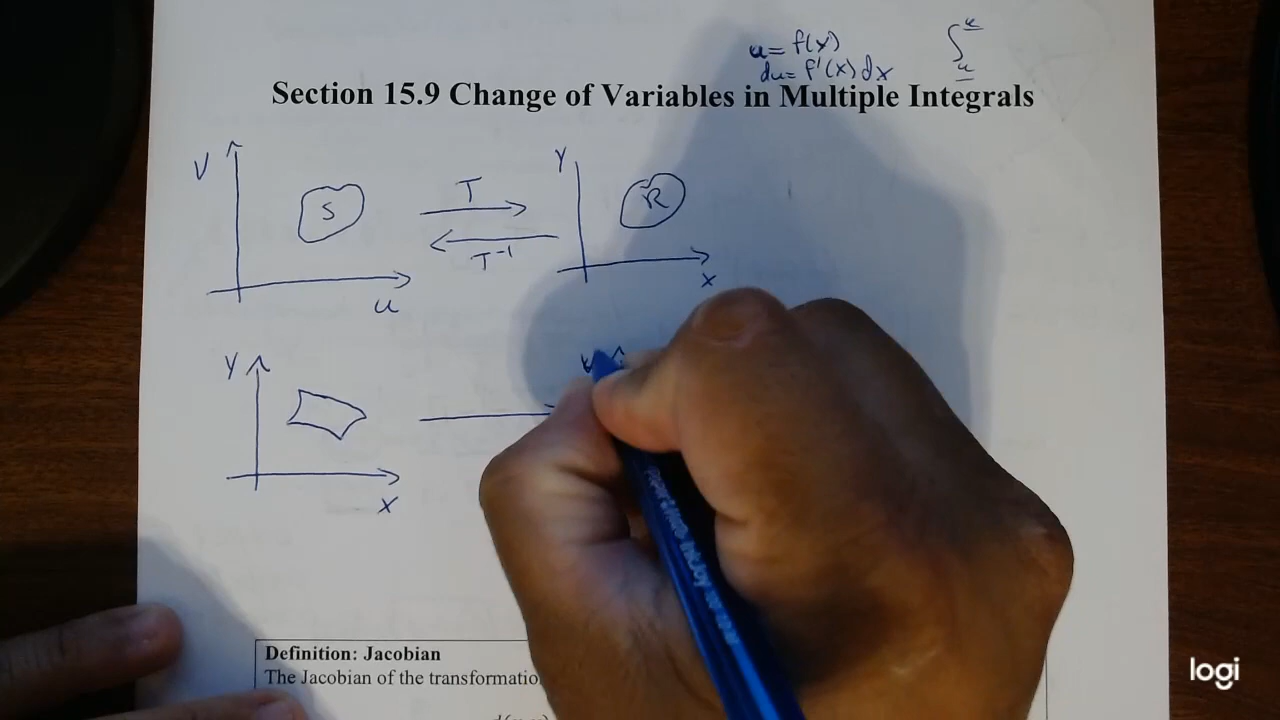 u = f(x)
du = f'(x) dx
∫ u
u
Section 15.9 Change of Variables in Multiple Integrals
V
S
u
T
T⁻¹
Y
R
x
Y
x
Definition: Jacobian
The Jacobian of the transformatio
logi